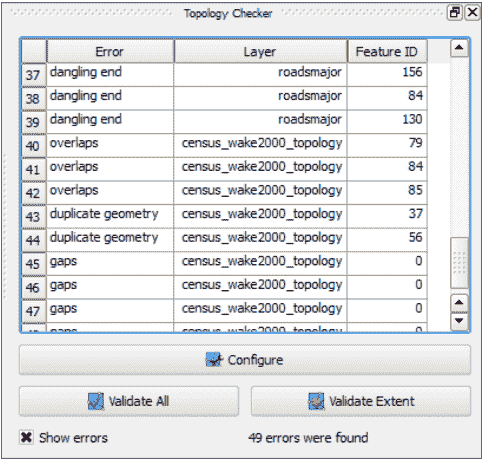 Topology Checker
Error Layer Feature ID
37 dangling end roadsmajor 156
38 dangling end roadsmajor 84
39 dangling end roadsmajor 130
40 overlaps census_wake2000_topology 79
41 overlaps census_wake2000_topology 84
42 overlaps census_wake2000_topology 85
43 duplicate geometry census_wake2000_topology 37
44 duplicate geometry census_wake2000_topology 56
45 gaps census_wake2000_topology 0
46 gaps census_wake2000_topology 0
47 gaps census_wake2000_topology 0
gaps census_wake2000_topology 0
Configure
Validate All Validate Extent
Show errors 49 errors were found